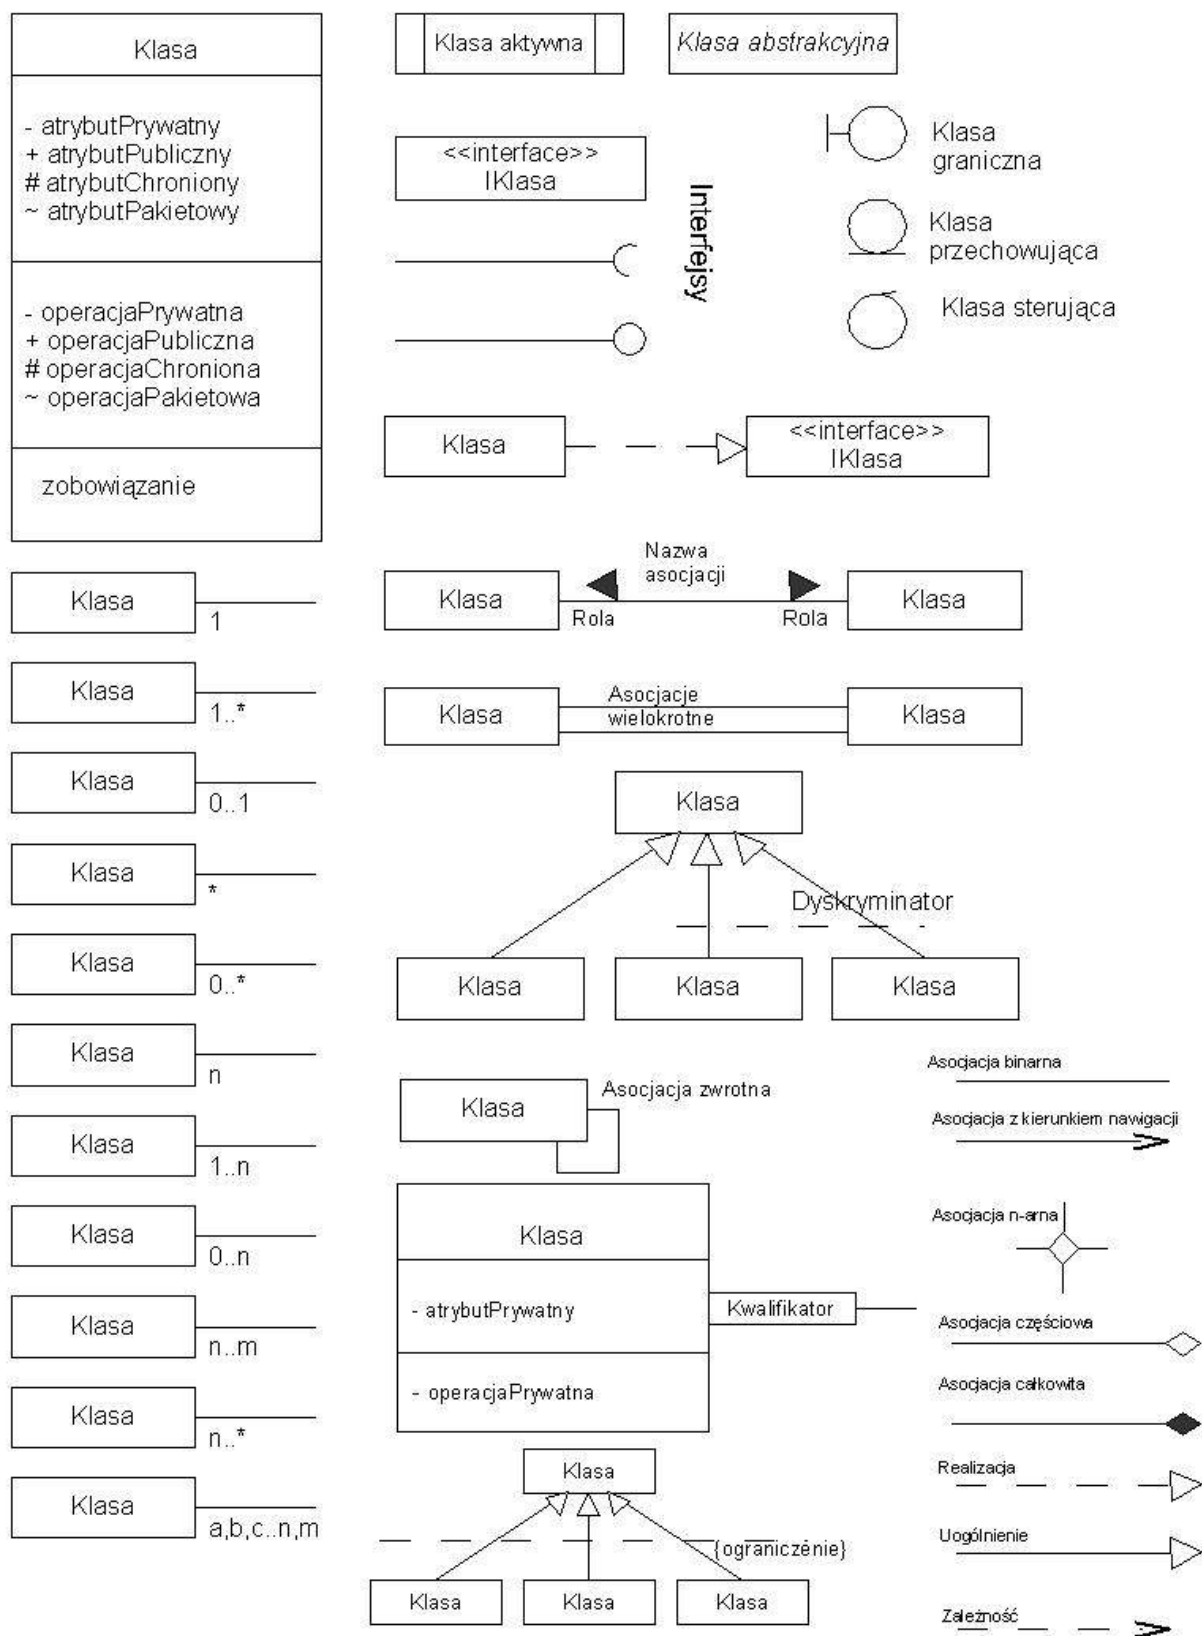 Klasa
- atrybutPrywatny
+ atrybutPubliczny
# atrybutChroniony
~ atrybutPakietowy
- operacjaPrywatna
+ operacjaPubliczna
# operacjaChroniona
~ operacjaPakietowa
zobowiązanie
Klasa
1
Klasa
1..*
Klasa
0..1
Klasa
*
Klasa
0..*
Klasa
n
Klasa
1..n
Klasa
0..n
Klasa
n..m
Klasa
n..*
Klasa
a,b,c..n,m
Klasa aktywna
Klasa abstrakcyjna
<<interface>>
IKlasa
Interfejsy
Klasa
graniczna
Klasa
przechowująca
Klasa sterująca
Klasa
<<interface>>
IKlasa
Klasa
Nazwa
asocjacji
Rola
Rola
Klasa
Klasa
Asocjacje
wielokrotne
Klasa
Klasa
Dyskryminator
Klasa
Klasa
Klasa
Klasa
Asocjacja zwrotna
Klasa
- atrybutPrywatny
- operacjaPrywatna
Kwalifikator
Klasa
{ograniczenie}
Klasa
Klasa
Klasa
Asocjacja binarna
Asocjacja z kierunkiem nawigacji
Asocjacja n-arna
Asocjacja częściowa
Asocjacja całkowita
Realizacja
Uogólnienie
Zależność